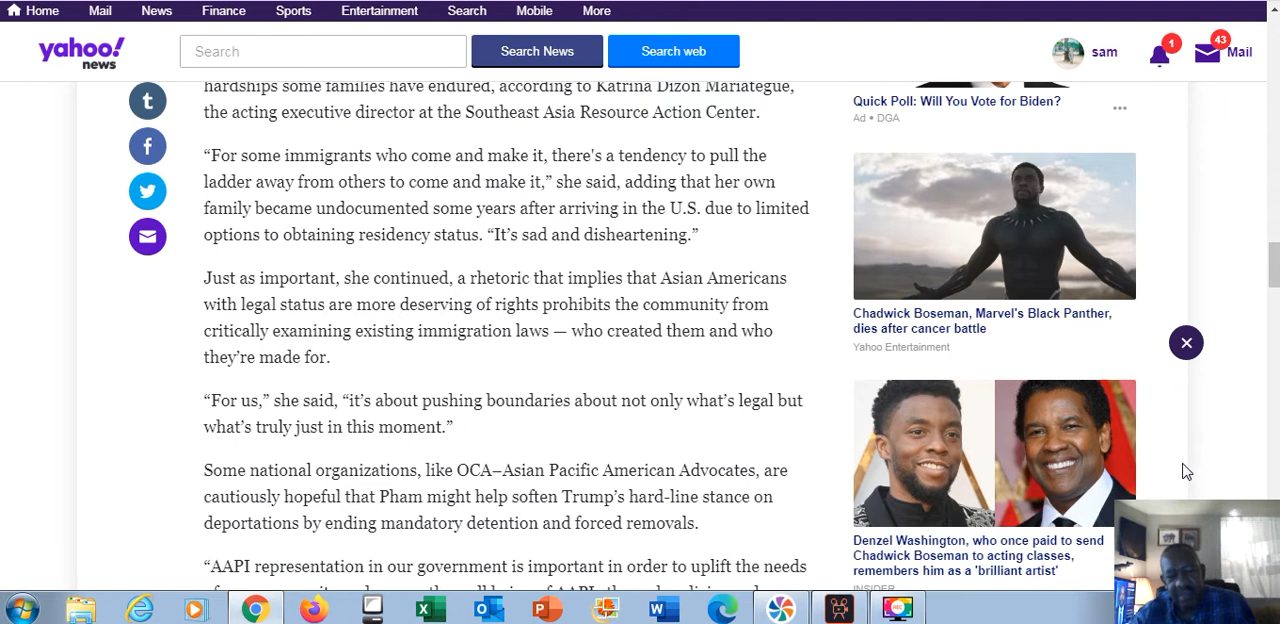 Home Mail News Finance Sports Entertainment Search Mobile More
yahoo!
news
Search
Search News
Search web
sam
1
43
Mail
hardships some families have endured, according to Katrina Dizon Mariategue,
the acting executive director at the Southeast Asia Resource Action Center.
“For some immigrants who come and make it, there's a tendency to pull the
ladder away from others to come and make it,” she said, adding that her own
family became undocumented some years after arriving in the U.S. due to limited
options to obtaining residency status. “It’s sad and disheartening.”
Just as important, she continued, a rhetoric that implies that Asian Americans
with legal status are more deserving of rights prohibits the community from
critically examining existing immigration laws — who created them and who
they’re made for.
“For us,” she said, “it’s about pushing boundaries about not only what’s legal but
what’s truly just in this moment.”
Some national organizations, like OCA–Asian Pacific American Advocates, are
cautiously hopeful that Pham might help soften Trump’s hard-line stance on
deportations by ending mandatory detention and forced removals.
“AAPI representation in our government is important in order to uplift the needs
Quick Poll: Will You Vote for Biden?
Ad • DGA
Chadwick Boseman, Marvel's Black Panther,
dies after cancer battle
Yahoo Entertainment
Denzel Washington, who once paid to send
Chadwick Boseman to acting classes,
remembers him as a 'brilliant artist'
INSIDER
REC